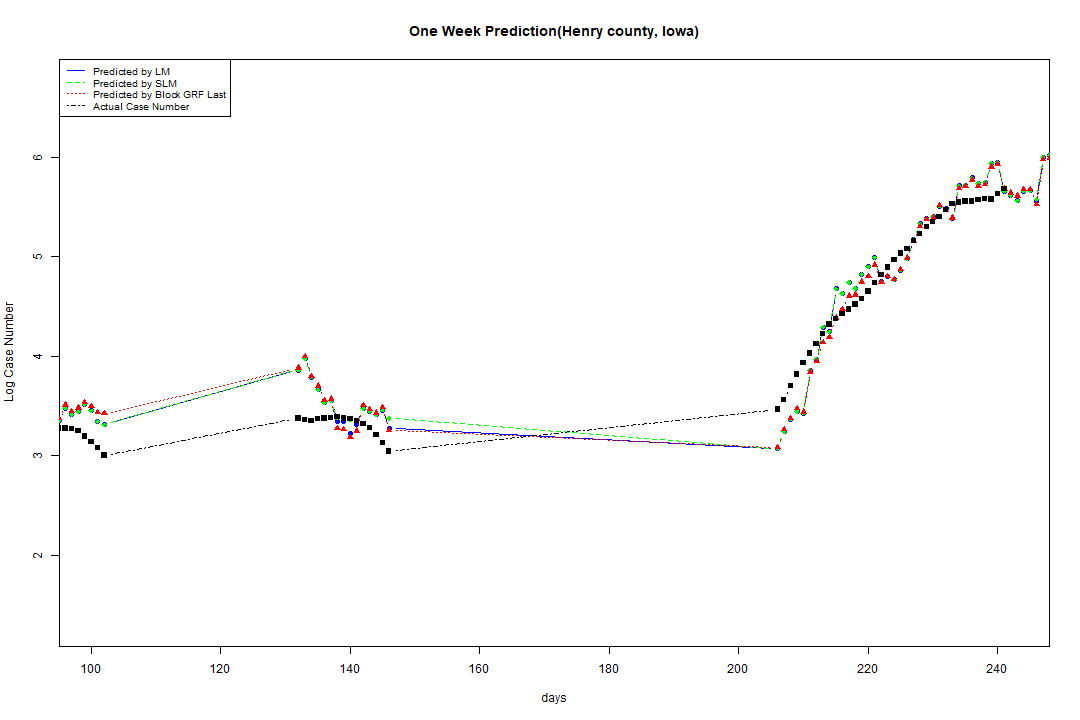 One Week Prediction(Henry county, Iowa)
Predicted by LM
Predicted by SLM
Predicted by Block GRF Last
Actual Case Number
6
5
4
3
2
Log Case Number
100 120 140 160 180 200 220 240
days